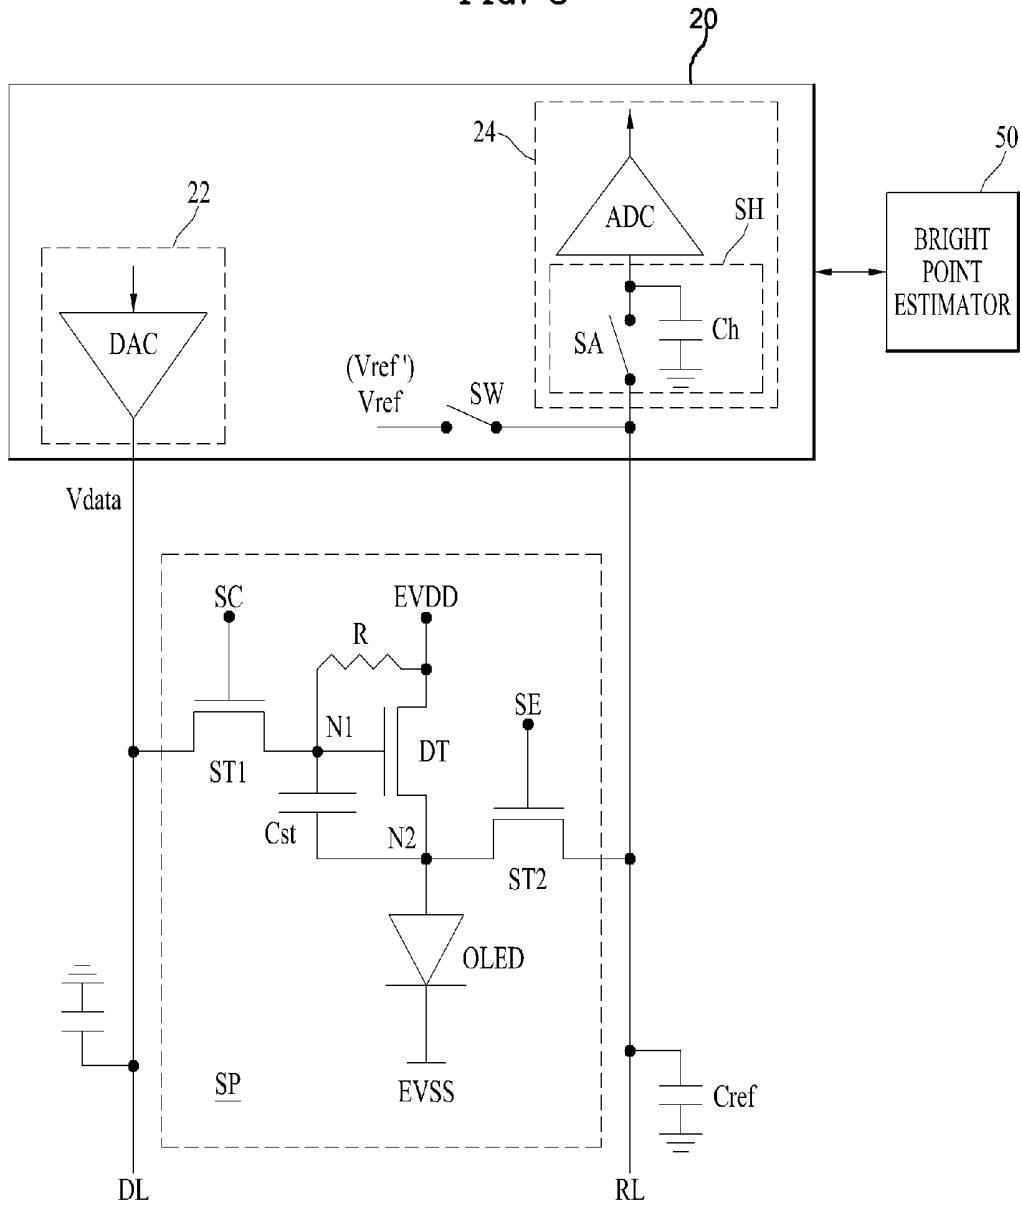 20
24
50
22
SH
ADC
BRIGHT
POINT
ESTIMATOR
DAC
SA
Ch
(Vref')
Vref
SW
Vdata
SC
EVDD
R
SE
N1
DT
ST1
Cst
N2
ST2
OLED
SP
EVSS
Cref
DL
RL